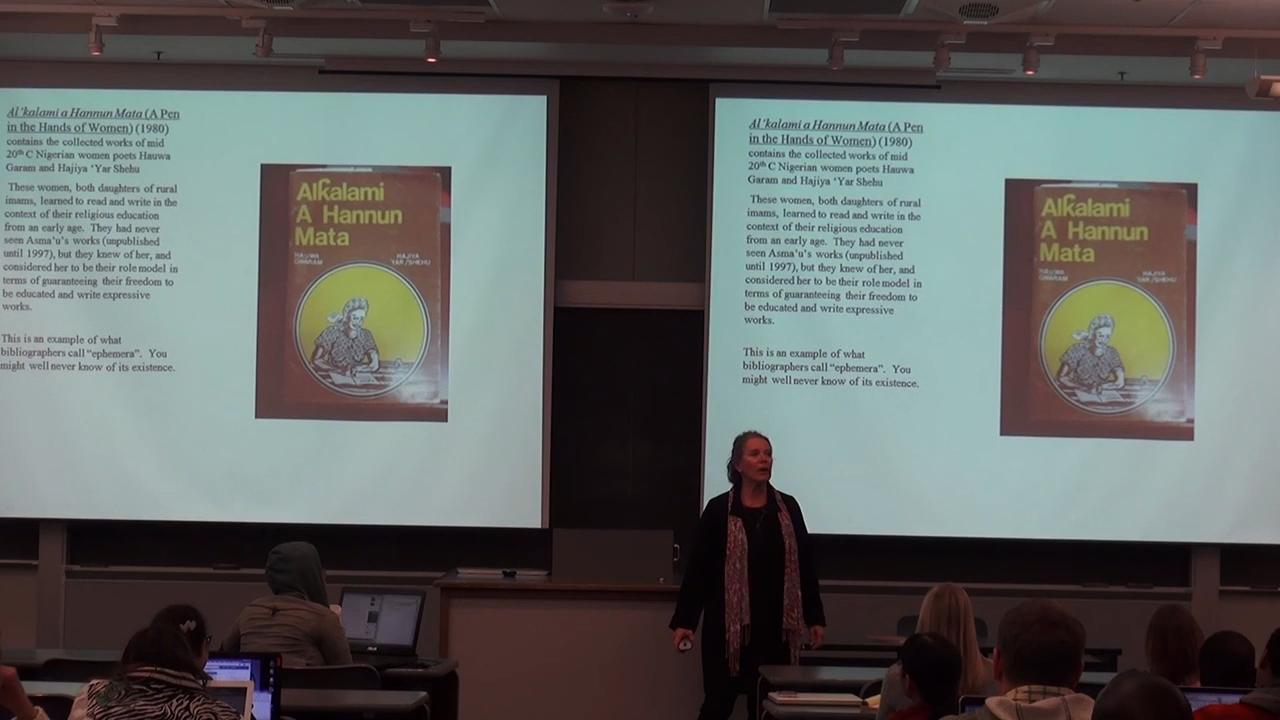 Al'kalami a Hannun Mata (A Pen
in the Hands of Women) (1980)
contains the collected works of mid
20th C Nigerian women poets Hauwa
Garam and Hajiya 'Yar Shehu
These women, both daughters of rural
imams, learned to read and write in the
context of their religious education
from an early age. They had never
seen Asma'u's works (unpublished
until 1997), but they knew of her, and
considered her to be their role model in
terms of guaranteeing their freedom to
be educated and write expressive
works.
This is an example of what
bibliographers call "ephemera". You
might well never know of its existence.
Alƙalami
A Hannun
Mata
HAUWA
GWARAM
HAJIYA
'YAR/SHEHU
Al'kalami a Hannun Mata (A Pen
in the Hands of Women) (1980)
contains the collected works of mid
20th C Nigerian women poets Hauwa
Garam and Hajiya 'Yar Shehu
These women, both daughters of rural
imams, learned to read and write in the
context of their religious education
from an early age. They had never
seen Asma'u's works (unpublished
until 1997), but they knew of her, and
considered her to be their role model in
terms of guaranteeing their freedom to
be educated and write expressive
works.
This is an example of what
bibliographers call "ephemera". You
might well never know of its existence.
Alƙalami
A Hannun
Mata
HAUWA
GWARAM
HAJIYA
'YAR/SHEHU